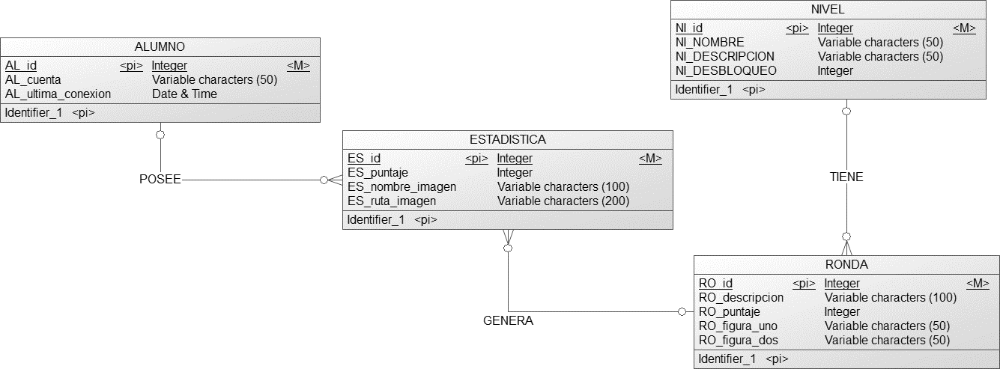 ALUMNO
AL_id <pi> Integer <M>
AL_cuenta Variable characters (50)
AL_ultima_conexion Date & Time
Identifier_1 <pi>
NIVEL
NI_id <pi> Integer <M>
NI_NOMBRE Variable characters (50)
NI_DESCRIPCION Variable characters (50)
NI_DESBLOQUEO Integer
Identifier_1 <pi>
POSEE
ESTADISTICA
ES_id <pi> Integer <M>
ES_puntaje Integer
ES_nombre_imagen Variable characters (100)
ES_ruta_imagen Variable characters (200)
Identifier_1 <pi>
TIENE
GENERA
RONDA
RO_id <pi> Integer <M>
RO_descripcion Variable characters (100)
RO_puntaje Integer
RO_figura_uno Variable characters (50)
RO_figura_dos Variable characters (50)
Identifier_1 <pi>